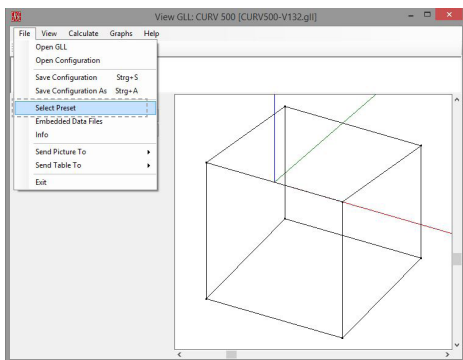 View GLL: CURV 500 [CURV500-V132.gll]
File View Calculate Graphs Help
Open GLL
Open Configuration
Save Configuration Strg+S
Save Configuration As Strg+A
Select Preset
Embedded Data Files
Info
Send Picture To
Send Table To
Exit